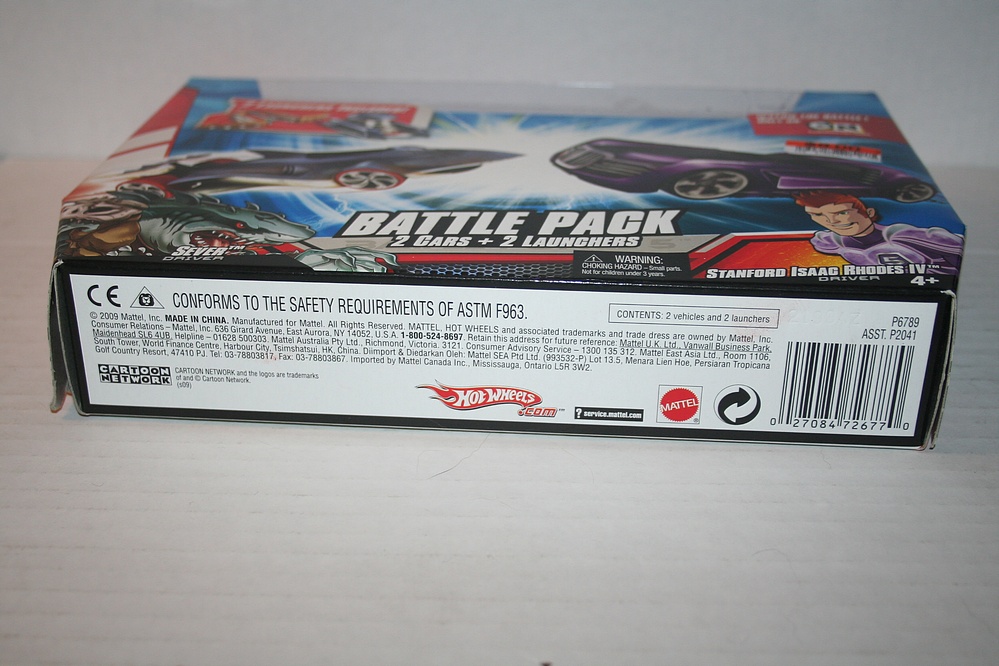 BATTLE PACK
2 CARS + 2 LAUNCHERS
SEVER™
DRIVER
WARNING:
CHOKING HAZARD – Small parts.
Not for children under 3 years.
STANFORD ISAAC RHODES IV™
DRIVER
4+
CE
CONFORMS TO THE SAFETY REQUIREMENTS OF ASTM F963.
CONTENTS: 2 vehicles and 2 launchers
P6789
ASST. P2041
© 2009 Mattel, Inc. MADE IN CHINA. Manufactured for Mattel. All Rights Reserved. MATTEL, HOT WHEELS and associated trademarks and trade dress are owned by Mattel, Inc.
Consumer Relations – Mattel, Inc. 636 Girard Avenue, East Aurora, NY 14052, U.S.A. 1-800-524-8697. Retain this address for future reference: Mattel U.K. Ltd., Vanwall Business Park,
Maidenhead SL6 4UB. Helpline – 01628 500303. Mattel Australia Pty Ltd., Richmond, Victoria. 3121. Consumer Advisory Service – 1300 135 312. Mattel East Asia Ltd., Room 1106,
South Tower, World Finance Centre, Harbour City, Tsimshatsui, HK, China. Diimport & Diedarkan Oleh: Mattel SEA Ptd Ltd. (993532-P) Lot 13.5, Menara Lien Hoe, Persiaran Tropicana
Golf Country Resort, 47410 PJ. Tel: 03-78803817, Fax: 03-78803867. Imported by Mattel Canada Inc., Mississauga, Ontario L5R 3W2.
CARTOON
NETWORK
CARTOON NETWORK and the logos are trademarks
of and © Cartoon Network.
(s09)
HOT WHEELS
.com™
? service.mattel.com
MATTEL
0 27084 72677 0